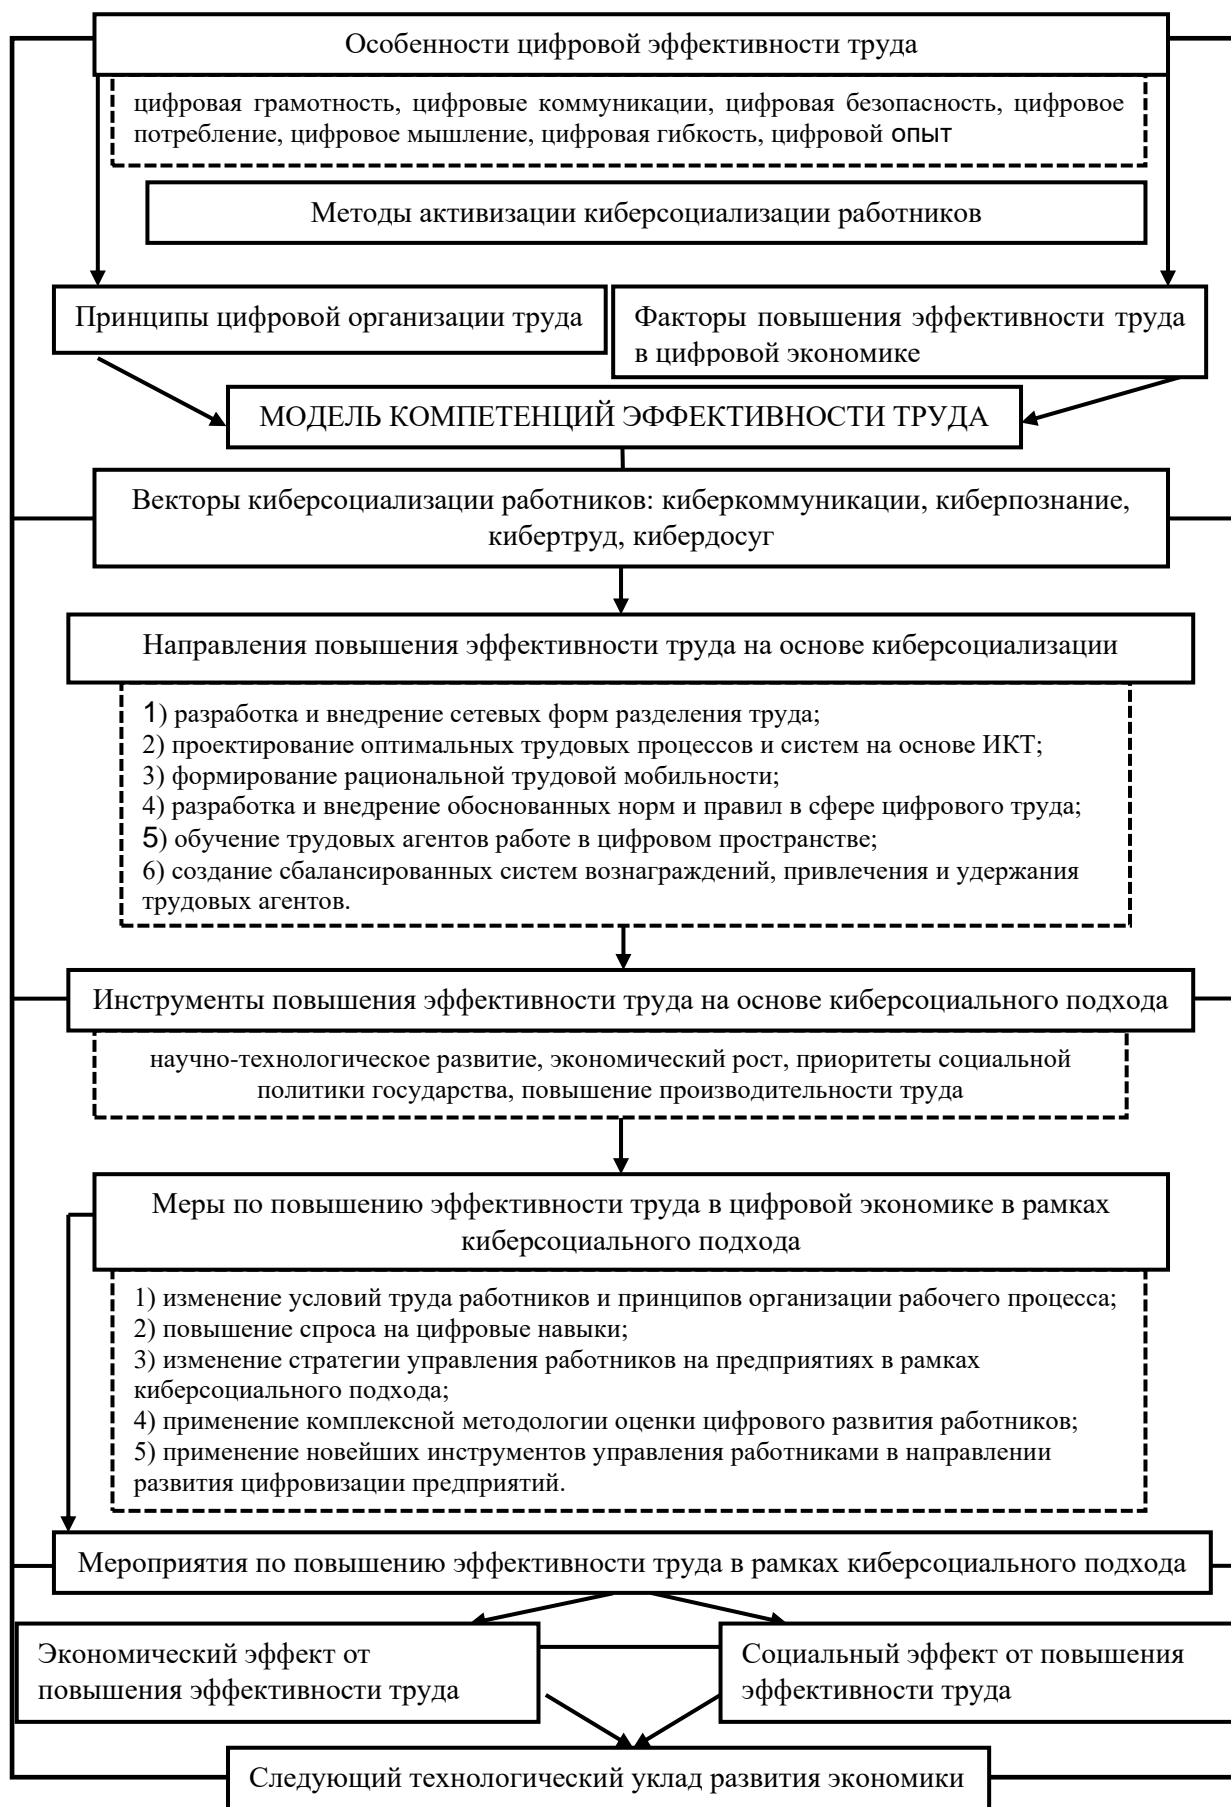 Особенности цифровой эффективности труда
цифровая грамотность, цифровые коммуникации, цифровая безопасность, цифровое
потребление, цифровое мышление, цифровая гибкость, цифровой опыт
Методы активизации киберсоциализации работников
Принципы цифровой организации труда
Факторы повышения эффективности труда
в цифровой экономике
МОДЕЛЬ КОМПЕТЕНЦИЙ ЭФФЕКТИВНОСТИ ТРУДА
Векторы киберсоциализации работников: киберкоммуникации, киберпознание,
кибертруд, кибердосуг
Направления повышения эффективности труда на основе киберсоциализации
1) разработка и внедрение сетевых форм разделения труда;
2) проектирование оптимальных трудовых процессов и систем на основе ИКТ;
3) формирование рациональной трудовой мобильности;
4) разработка и внедрение обоснованных норм и правил в сфере цифрового труда;
5) обучение трудовых агентов работе в цифровом пространстве;
6) создание сбалансированных систем вознаграждений, привлечения и удержания
трудовых агентов.
Инструменты повышения эффективности труда на основе киберсоциального подхода
научно-технологическое развитие, экономический рост, приоритеты социальной
политики государства, повышение производительности труда
Меры по повышению эффективности труда в цифровой экономике в рамках
киберсоциального подхода
1) изменение условий труда работников и принципов организации рабочего процесса;
2) повышение спроса на цифровые навыки;
3) изменение стратегии управления работников на предприятиях в рамках
киберсоциального подхода;
4) применение комплексной методологии оценки цифрового развития работников;
5) применение новейших инструментов управления работниками в направлении
развития цифровизации предприятий.
Мероприятия по повышению эффективности труда в рамках киберсоциального подхода
Экономический эффект от
повышения эффективности труда
Социальный эффект от повышения
эффективности труда
Следующий технологический уклад развития экономики